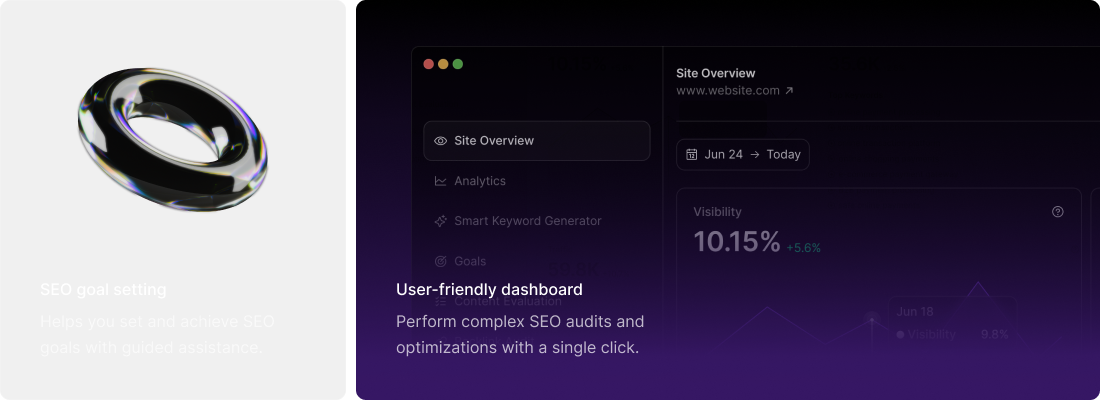 SEO goal setting
Helps you set and achieve SEO
goals with guided assistance.
Site Overview
Analytics
Smart Keyword Generator
Goals
Content Evaluation
Site Overview
www.website.com
Jun 24 → Today
Visibility
10.15% +5.6%
Jun 18
Visibility 9.8%
User-friendly dashboard
Perform complex SEO audits and
optimizations with a single click.